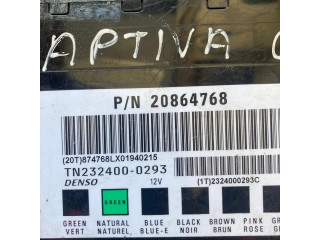 APTIVA C
P/N 20864768
(20T)874768LX01940215
TN232400-0293
DENSO 12V
(1T)2324000293C
GREEN
GREEN NATURAL BLUE BLACK BROWN PINK
VERT NATUREL BLUE-E NOIR BRUN ROSE